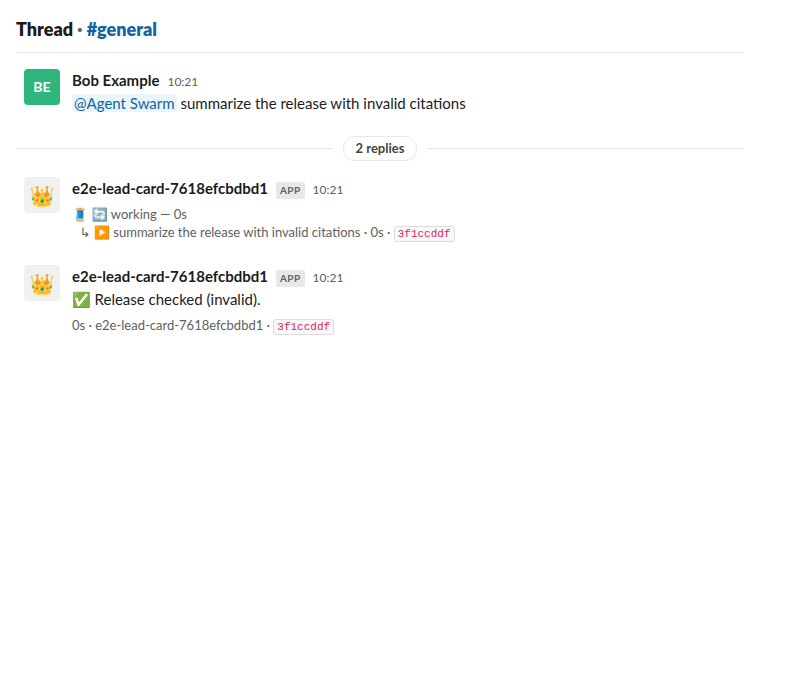 Thread • #general
BE
Bob Example 10:21
@Agent Swarm summarize the release with invalid citations
2 replies
e2e-lead-card-7618efcbdbd1 APP 10:21
🧵 🔄 working — 0s
↳ ▶️ summarize the release with invalid citations · 0s · 3f1ccddf
e2e-lead-card-7618efcbdbd1 APP 10:21
✅ Release checked (invalid).
0s · e2e-lead-card-7618efcbdbd1 · 3f1ccddf